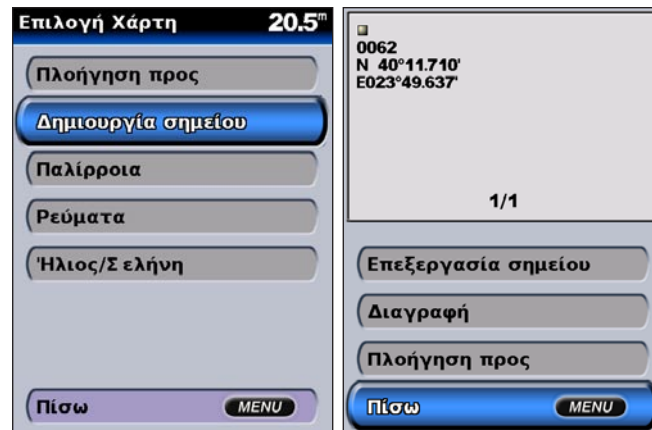 Επιλογή Χάρτη 20.5m
Πλοήγηση προς
Δημιουργία σημείου
Παλίρροια
Ρεύματα
Ήλιος/Σελήνη
Πίσω MENU
0062
N 40°11.710'
E023°49.637'
1/1
Επεξεργασία σημείου
Διαγραφή
Πλοήγηση προς
Πίσω MENU